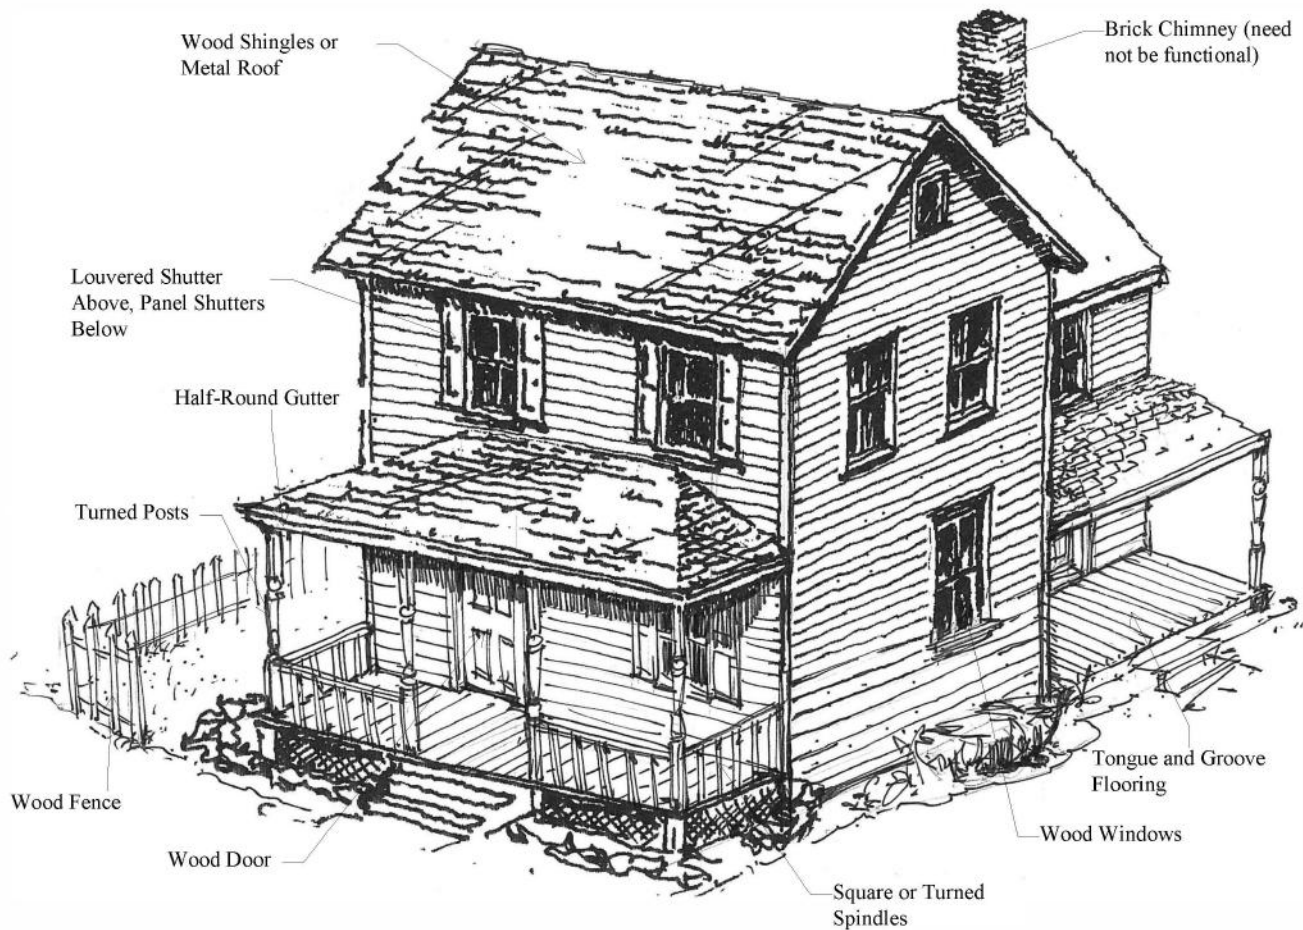 Wood Shingles or
Metal Roof
Brick Chimney (need
not be functional)
Louvered Shutter
Above, Panel Shutters
Below
Half-Round Gutter
Turned Posts
Wood Fence
Wood Door
Tongue and Groove
Flooring
Wood Windows
Square or Turned
Spindles